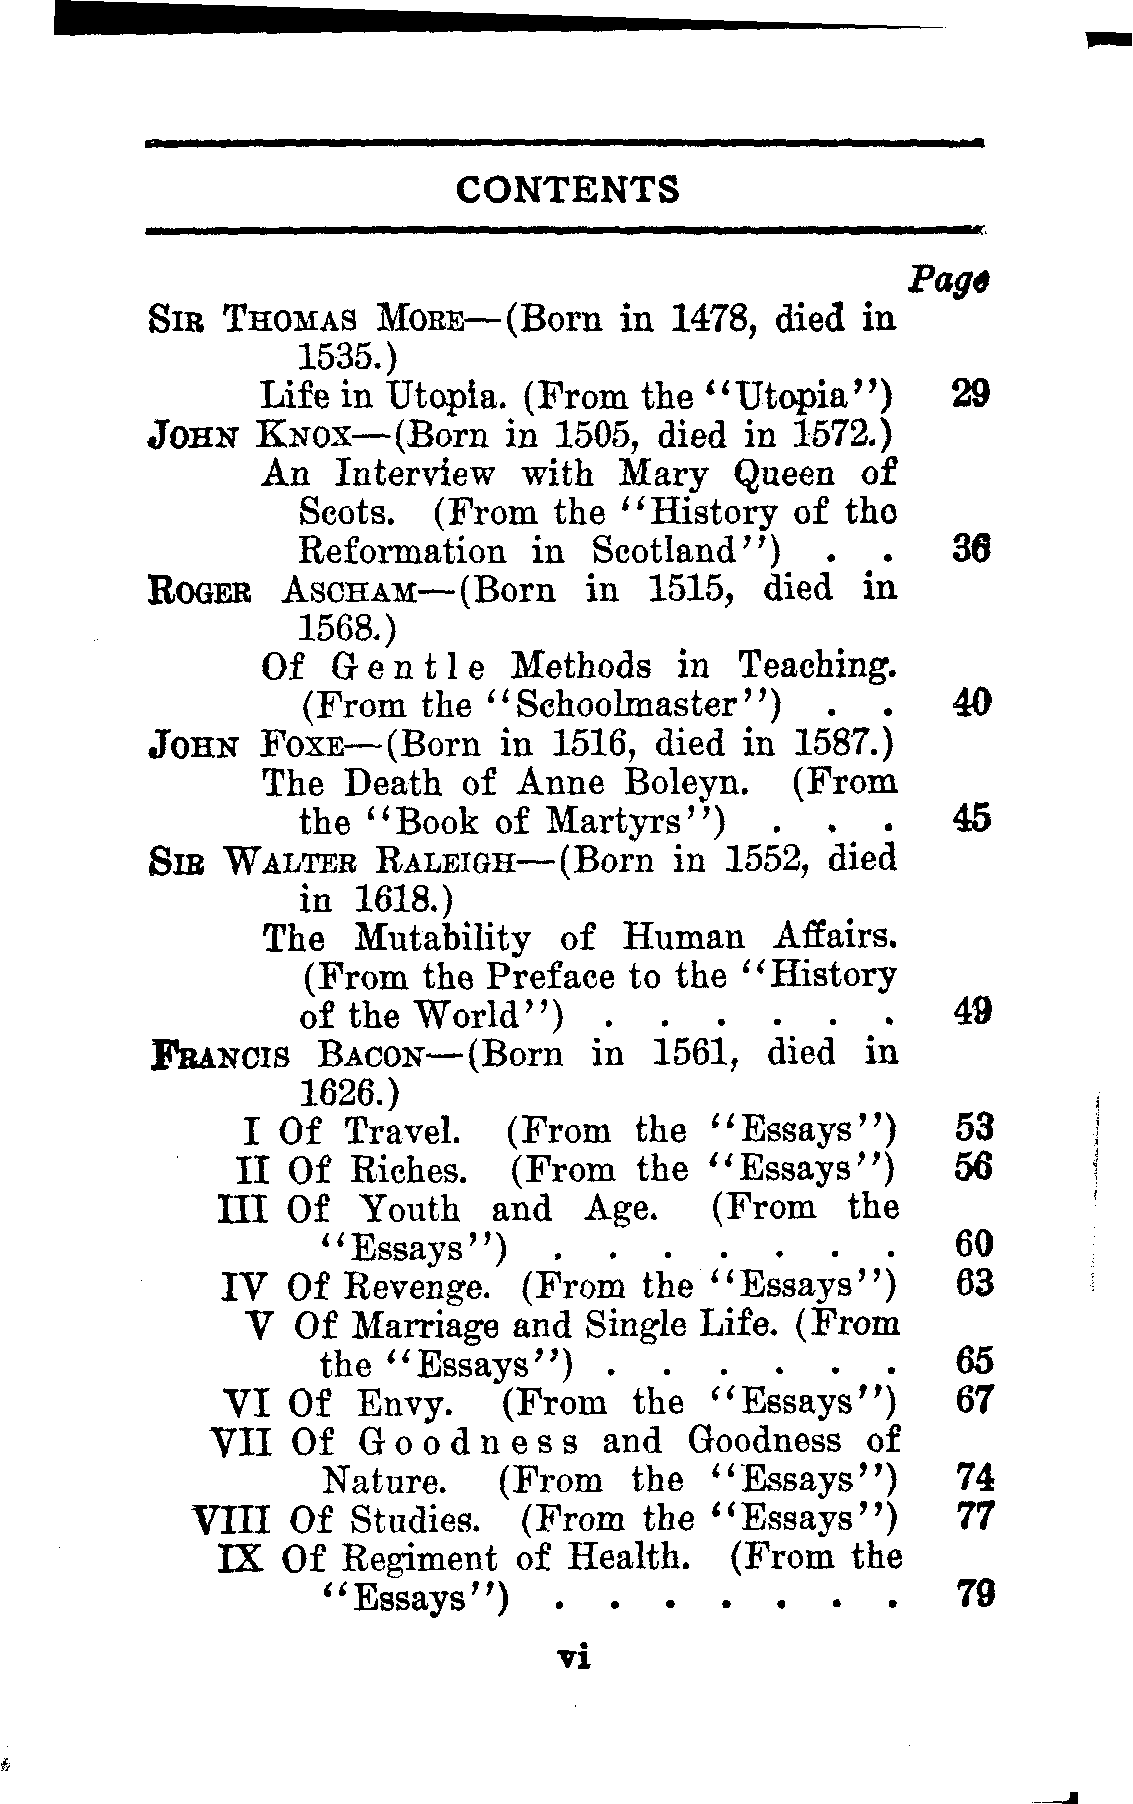 CONTENTS
Page
SIR THOMAS MORE—(Born in 1478, died in
1535.)
Life in Utopia. (From the "Utopia") 29
JOHN KNOX—(Born in 1505, died in 1572.)
An Interview with Mary Queen of
Scots. (From the "History of the
Reformation in Scotland") . . 36
ROGER ASCHAM—(Born in 1515, died in
1568.)
Of Gentle Methods in Teaching.
(From the "Schoolmaster") . . 40
JOHN FOXE—(Born in 1516, died in 1587.)
The Death of Anne Boleyn. (From
the "Book of Martyrs") . . . 45
SIR WALTER RALEIGH—(Born in 1552, died
in 1618.)
The Mutability of Human Affairs.
(From the Preface to the "History
of the World") . . . . . . 49
FRANCIS BACON—(Born in 1561, died in
1626.)
I Of Travel. (From the "Essays") 53
II Of Riches. (From the "Essays") 56
III Of Youth and Age. (From the
"Essays") . . . . . . . 60
IV Of Revenge. (From the "Essays") 63
V Of Marriage and Single Life. (From
the "Essays") . . . . . . 65
VI Of Envy. (From the "Essays") 67
VII Of Goodness and Goodness of
Nature. (From the "Essays") 74
VIII Of Studies. (From the "Essays") 77
IX Of Regiment of Health. (From the
"Essays") . . . . . . . 79
vi